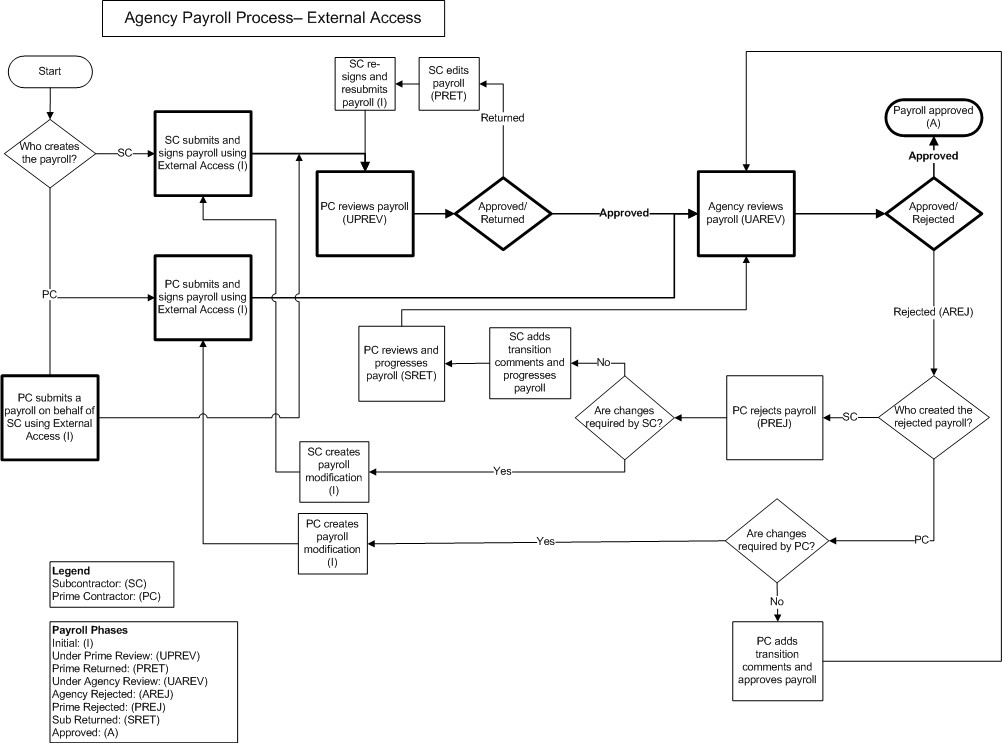 Agency Payroll Process– External Access
Start
Who creates
the payroll?
SC
SC submits and
signs payroll using
External Access (I)
SC re-
signs and
resubmits
payroll (I)
SC edits
payroll
(PRET)
Returned
PC reviews payroll
(UPREV)
Approved/
Returned
Approved
Agency reviews
payroll (UAREV)
Approved/
Rejected
Approved
Payroll approved
(A)
PC
PC submits and
signs payroll using
External Access (I)
Rejected (AREJ)
PC submits a
payroll on behalf of
SC using External
Access (I)
PC reviews and
progresses
payroll (SRET)
SC adds
transition
comments and
progresses
payroll
No
Are changes
required by SC?
PC rejects payroll
(PREJ)
SC
Who created the
rejected payroll?
SC creates
payroll
modification
(I)
Yes
PC creates
payroll
modification
(I)
Yes
Are changes
required by PC?
PC
No
PC adds
transition
comments and
approves payroll
Legend
Subcontractor: (SC)
Prime Contractor: (PC)
Payroll Phases
Initial: (I)
Under Prime Review: (UPREV)
Prime Returned: (PRET)
Under Agency Review: (UAREV)
Agency Rejected: (AREJ)
Prime Rejected: (PREJ)
Sub Returned: (SRET)
Approved: (A)